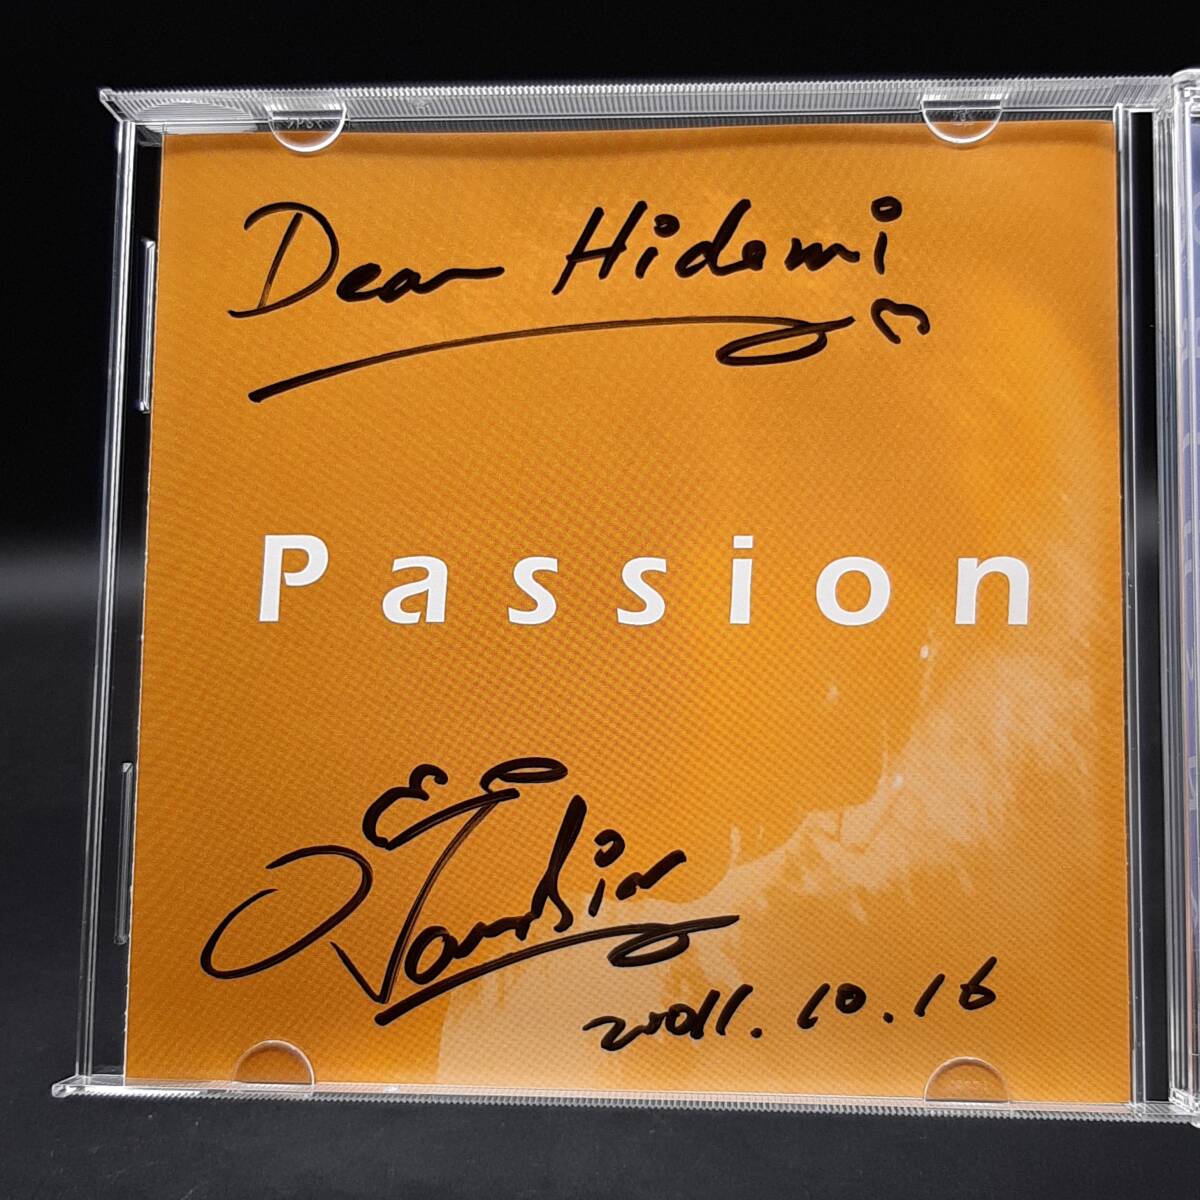 Dear Hidemi
Passion
2011.10.16